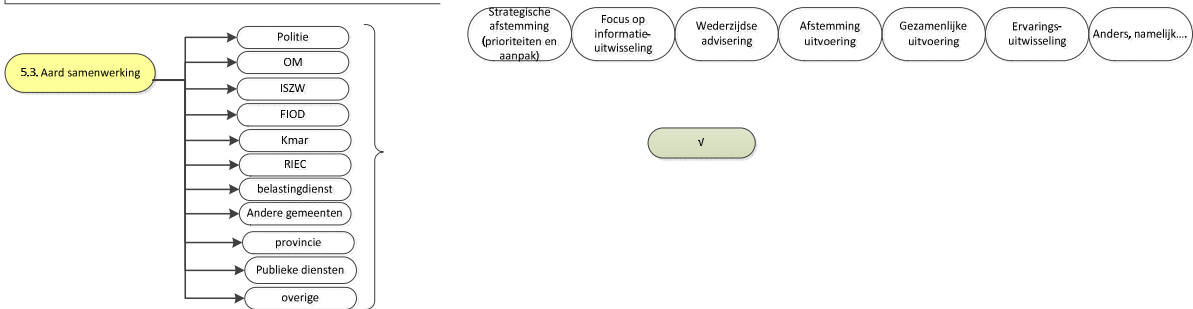 5.3. Aard samenwerking
Politie
OM
ISZW
FIOD
Kmar
RIEC
belastingdienst
Andere gemeenten
provincie
Publieke diensten
overige
Strategische
afstemming
(prioriteiten en
aanpak)
Focus op
informatie-
uitwisseling
Wederzijdse
advisering
Afstemming
uitvoering
Gezamenlijke
uitvoering
Ervarings-
uitwisseling
Anders, namelijk....
√